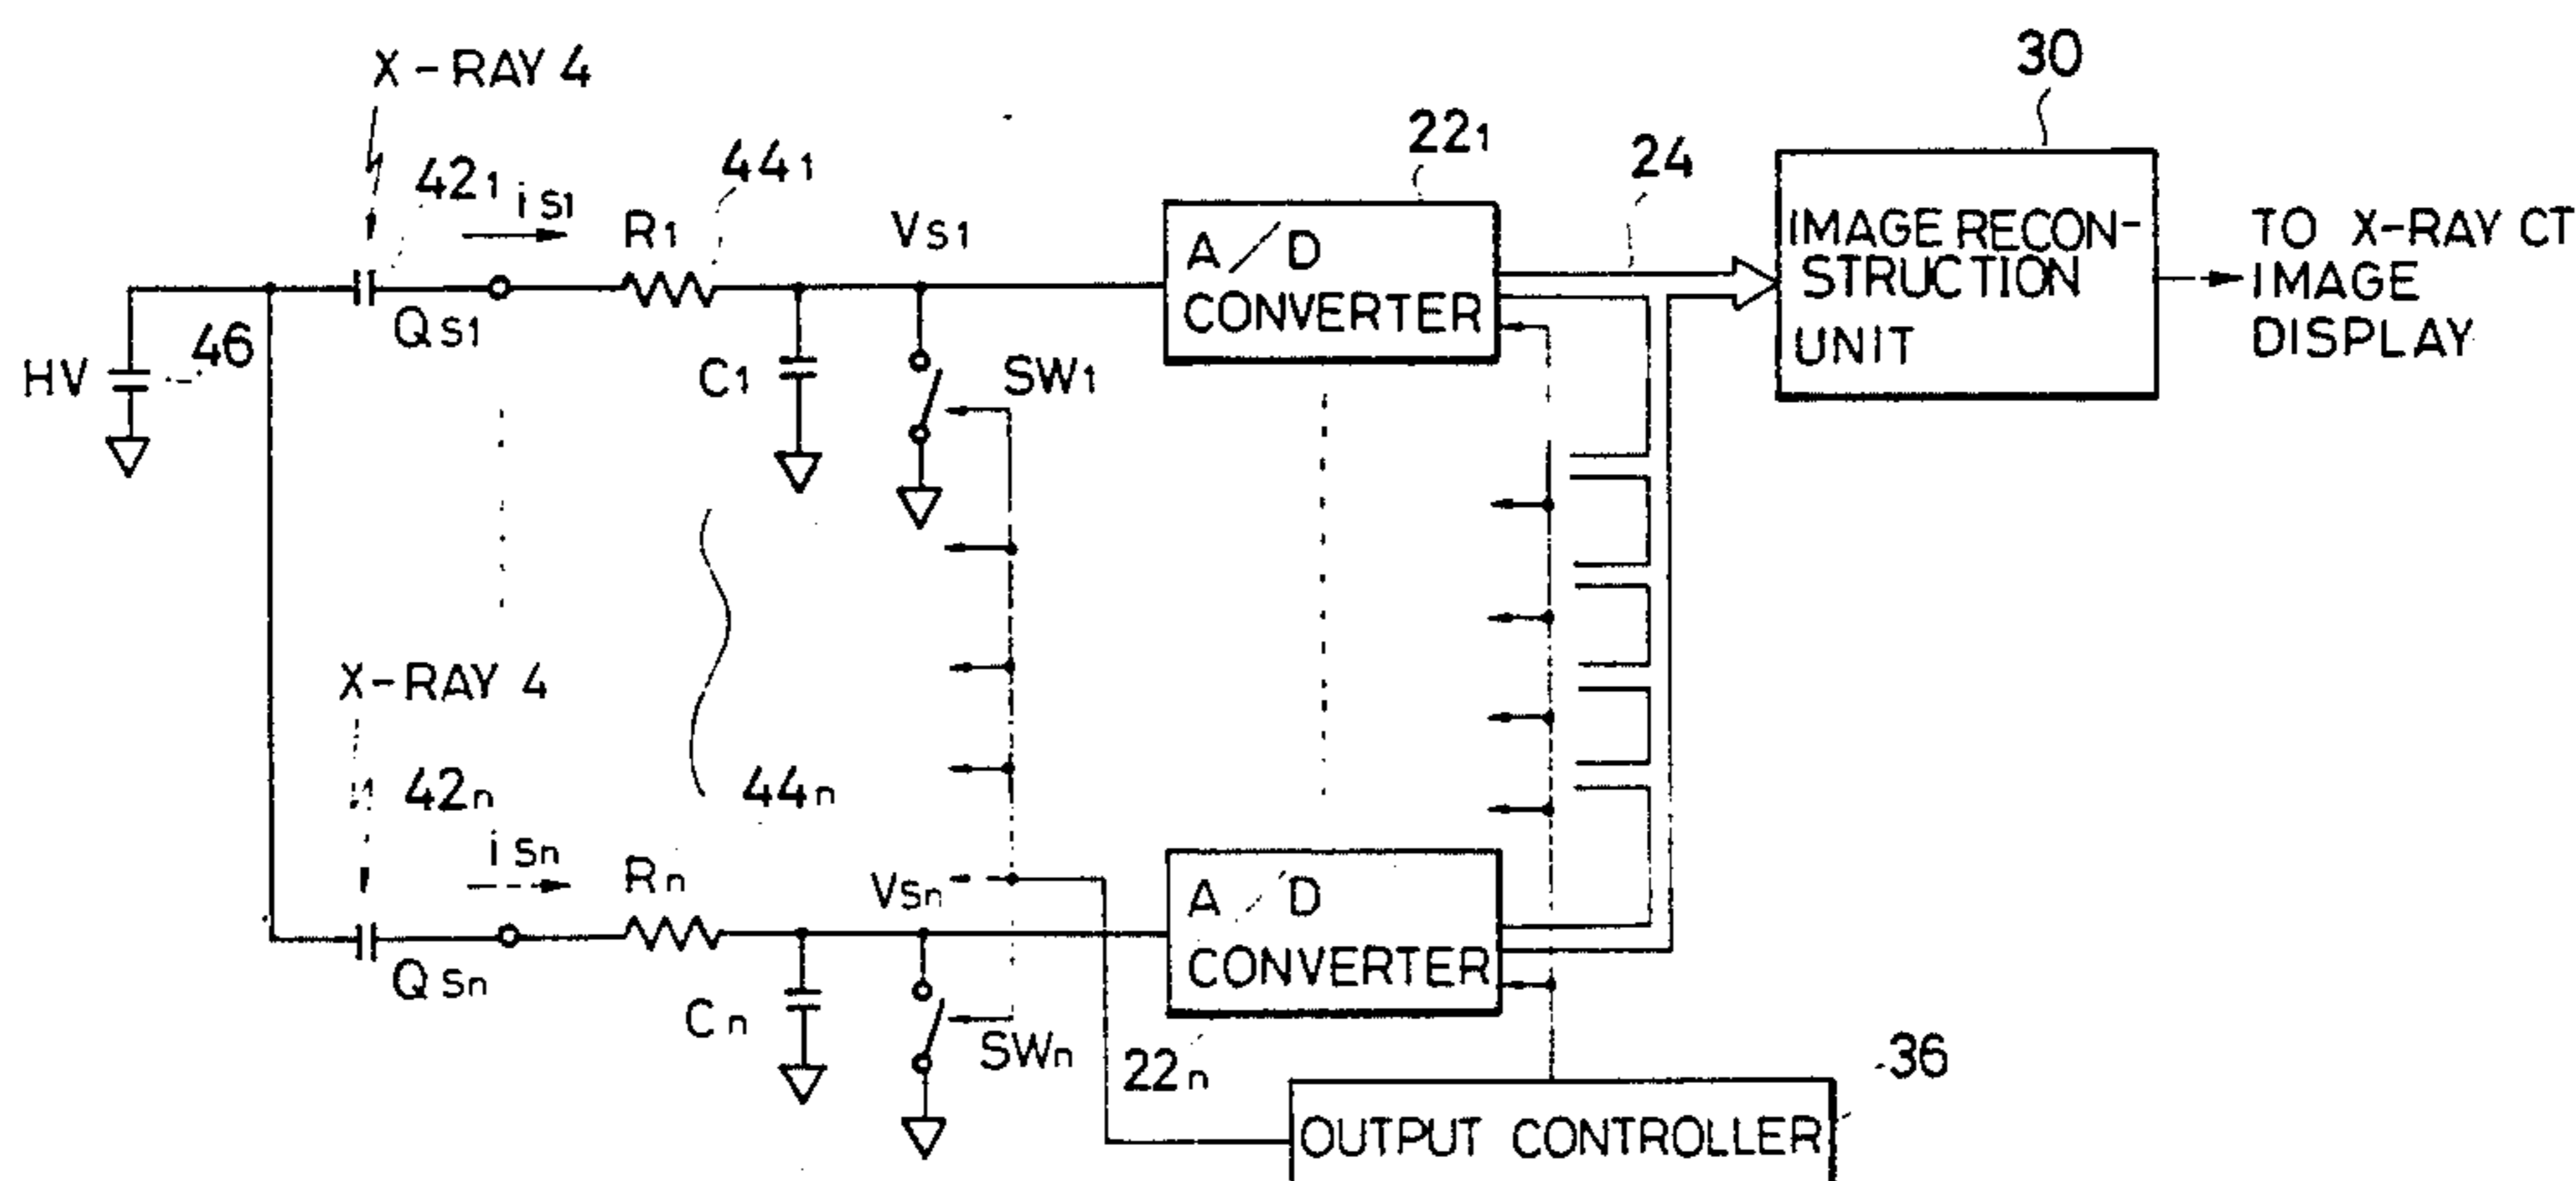 X-RAY 4
42₁
iS1
44₁
R₁
VS1
22₁
A/D
CONVERTER
24
30
IMAGE RECON-
STRUCTION
UNIT
TO X-RAY CT
IMAGE
DISPLAY
HV
46
QS1
C₁
SW₁
X-RAY 4
42n
iSn
44n
Rn
VSn
A/D
CONVERTER
QSn
Cn
SWn
22n
36
OUTPUT CONTROLLER